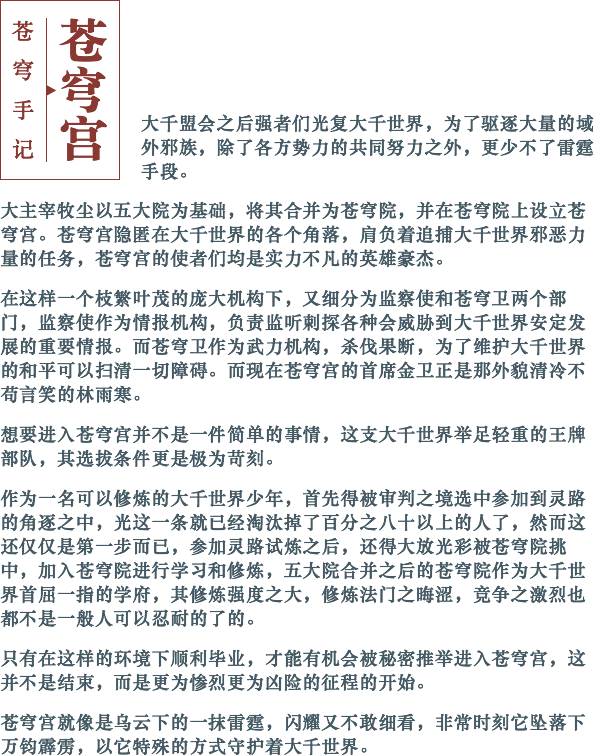 苍穹手记
苍穹宫
大千盟会之后强者们光复大千世界，为了驱逐大量的域
外邪族，除了各方势力的共同努力之外，更少不了雷霆
手段。
大主宰牧尘以五大院为基础，将其合并为苍穹院，并在苍穹院上设立苍
穹宫。苍穹宫隐匿在大千世界的各个角落，肩负着追捕大千世界邪恶力
量的任务，苍穹宫的使者们均是实力不凡的英雄豪杰。
在这样一个枝繁叶茂的庞大机构下，又细分为监察使和苍穹卫两个部
门，监察使作为情报机构，负责监听刺探各种会威胁到大千世界安定发
展的重要情报。而苍穹卫作为武力机构，杀伐果断，为了维护大千世界
的和平可以扫清一切障碍。而现在苍穹宫的首席金卫正是那外貌清冷不
苟言笑的林雨寒。
想要进入苍穹宫并不是一件简单的事情，这支大千世界举足轻重的王牌
部队，其选拔条件更是极为苛刻。
作为一名可以修炼的大千世界少年，首先得被审判之境选中参加到灵路
的角逐之中，光这一条就已经淘汰掉了百分之八十以上的人了，然而这
还仅仅是第一步而已，参加灵路试炼之后，还得大放光彩被苍穹院挑
中，加入苍穹院进行学习和修炼，五大院合并之后的苍穹院作为大千世
界首屈一指的学府，其修炼强度之大，修炼法门之晦涩，竞争之激烈也
都不是一般人可以忍耐的了的。
只有在这样的环境下顺利毕业，才能有机会被秘密推举进入苍穹宫，这
并不是结束，而是更为惨烈更为凶险的征程的开始。
苍穹宫就像是乌云下的一抹雷霆，闪耀又不敢细看，非常时刻它坠落下
万钧霹雳，以它特殊的方式守护着大千世界。